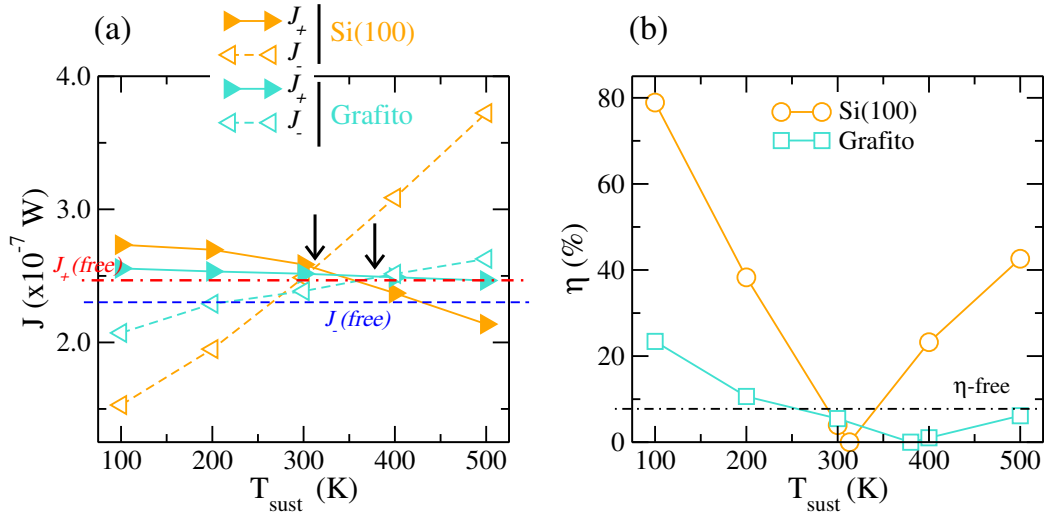 (a)
J+
J-
Si(100)
J+
J-
Grafito
4.0
3.0
2.0
J (x10⁻⁷ W)
J+(free)
J-(free)
100 200 300 400 500
T_sust (K)
(b)
80
60
40
20
0
η (%)
Si(100)
Grafito
η-free
100 200 300 400 500
T_sust (K)